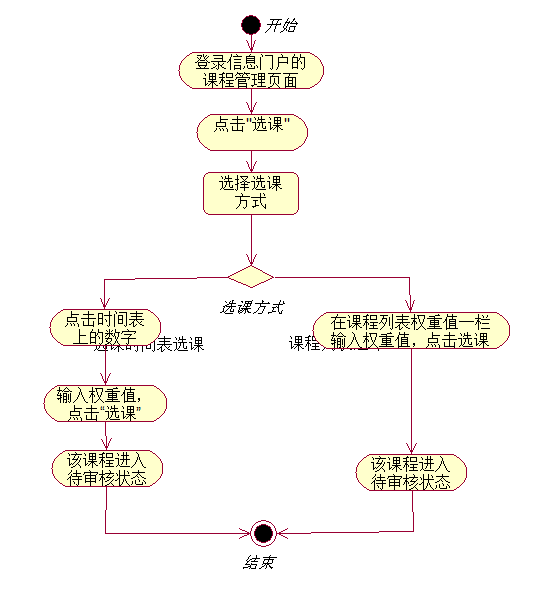 开始
登录信息门户的
课程管理页面
点击"选课"
选择选课
方式
选课方式
点击时间表
上的数字
时间表选课
在课程列表权重值一栏
输入权重值，点击选课
课程
输入权重值，
点击“选课”
该课程进入
待审核状态
该课程进入
待审核状态
结束